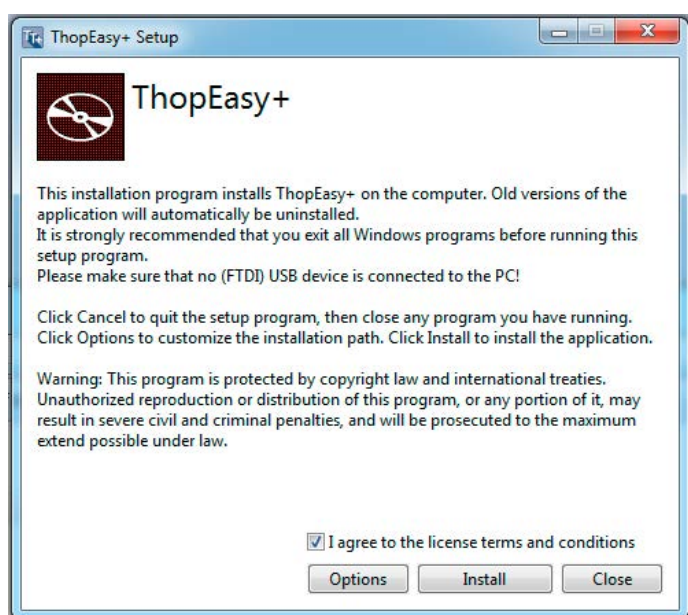 ThopEasy+ Setup
ThopEasy+
This installation program installs ThopEasy+ on the computer. Old versions of the
application will automatically be uninstalled.
It is strongly recommended that you exit all Windows programs before running this
setup program.
Please make sure that no (FTDI) USB device is connected to the PC!
Click Cancel to quit the setup program, then close any program you have running.
Click Options to customize the installation path. Click Install to install the application.
Warning: This program is protected by copyright law and international treaties.
Unauthorized reproduction or distribution of this program, or any portion of it, may
result in severe civil and criminal penalties, and will be prosecuted to the maximum
extend possible under law.
I agree to the license terms and conditions
Options Install Close